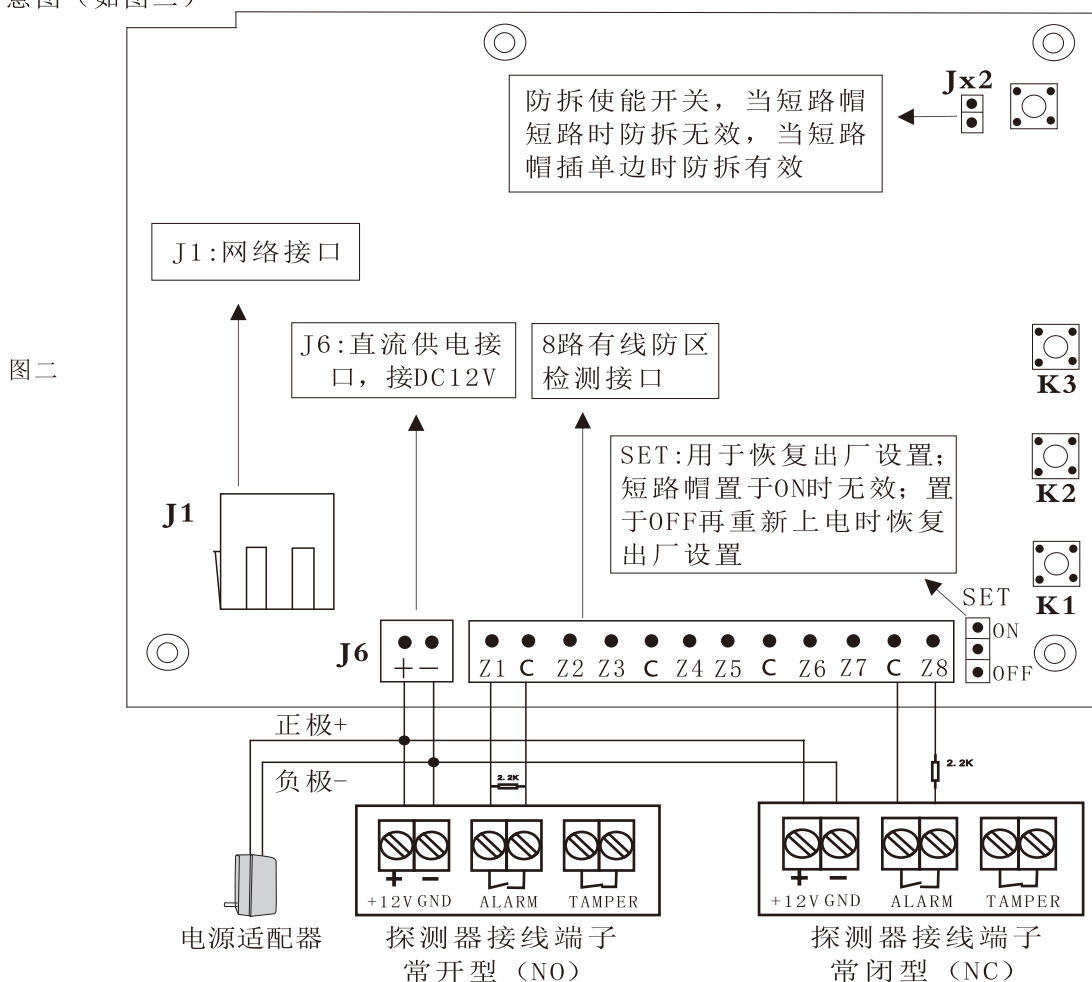 意图（如图二）
Jx2
防拆使能开关，当短路帽
短路时防拆无效，当短路
帽插单边时防拆有效
J1:网络接口
J6:直流供电接
口，接DC12V
8路有线防区
检测接口
图二
K3
SET:用于恢复出厂设置；
短路帽置于ON时无效；置
于OFF再重新上电时恢复
出厂设置
K2
J1
K1
SET
ON
OFF
J6
+ −
Z1 C Z2 Z3 C Z4 Z5 C Z6 Z7 C Z8
正极+
负极−
2.2K
2.2K
+ −
+12V GND ALARM TAMPER
+ −
+12V GND ALARM TAMPER
电源适配器
探测器接线端子
常开型（NO）
探测器接线端子
常闭型（NC）